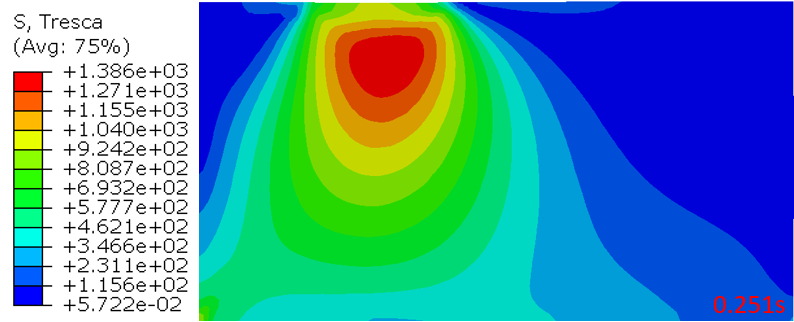 S, Tresca
(Avg: 75%)
+1.386e+03
+1.271e+03
+1.155e+03
+1.040e+03
+9.242e+02
+8.087e+02
+6.932e+02
+5.777e+02
+4.621e+02
+3.466e+02
+2.311e+02
+1.156e+02
+5.722e-02
0.251s